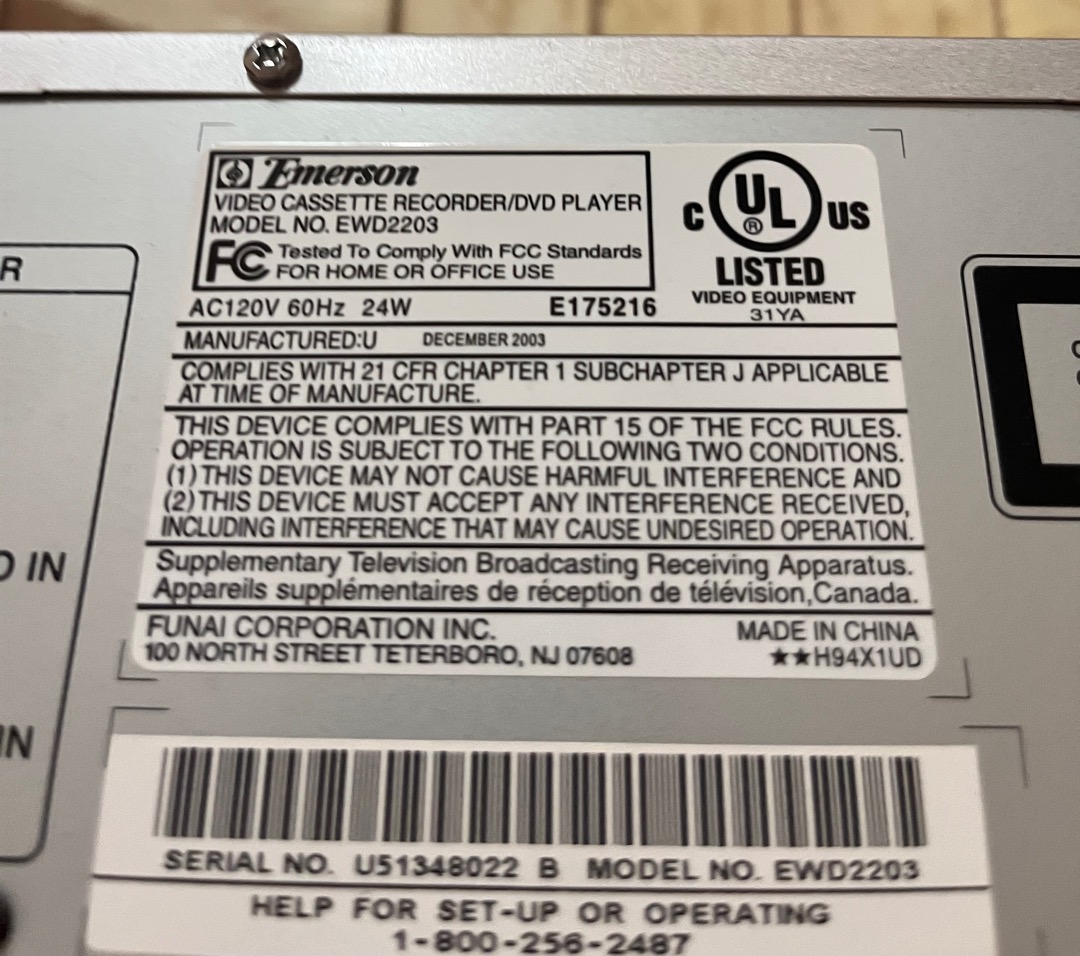 Emerson
VIDEO CASSETTE RECORDER/DVD PLAYER
MODEL NO. EWD2203
FC Tested To Comply With FCC Standards
FOR HOME OR OFFICE USE
C UL ® US
LISTED
VIDEO EQUIPMENT
31YA
AC120V 60Hz 24W E175216
MANUFACTURED:U DECEMBER 2003
COMPLIES WITH 21 CFR CHAPTER 1 SUBCHAPTER J APPLICABLE
AT TIME OF MANUFACTURE.
THIS DEVICE COMPLIES WITH PART 15 OF THE FCC RULES.
OPERATION IS SUBJECT TO THE FOLLOWING TWO CONDITIONS.
(1) THIS DEVICE MAY NOT CAUSE HARMFUL INTERFERENCE AND
(2) THIS DEVICE MUST ACCEPT ANY INTERFERENCE RECEIVED,
INCLUDING INTERFERENCE THAT MAY CAUSE UNDESIRED OPERATION.
Supplementary Television Broadcasting Receiving Apparatus.
Appareils supplémentaires de réception de télévision,Canada.
FUNAI CORPORATION INC. MADE IN CHINA
100 NORTH STREET TETERBORO, NJ 07608 ★★H94X1UD
SERIAL NO. U51348022 B MODEL NO. EWD2203
HELP FOR SET-UP OR OPERATING
1-800-256-2487
R
IN
IN